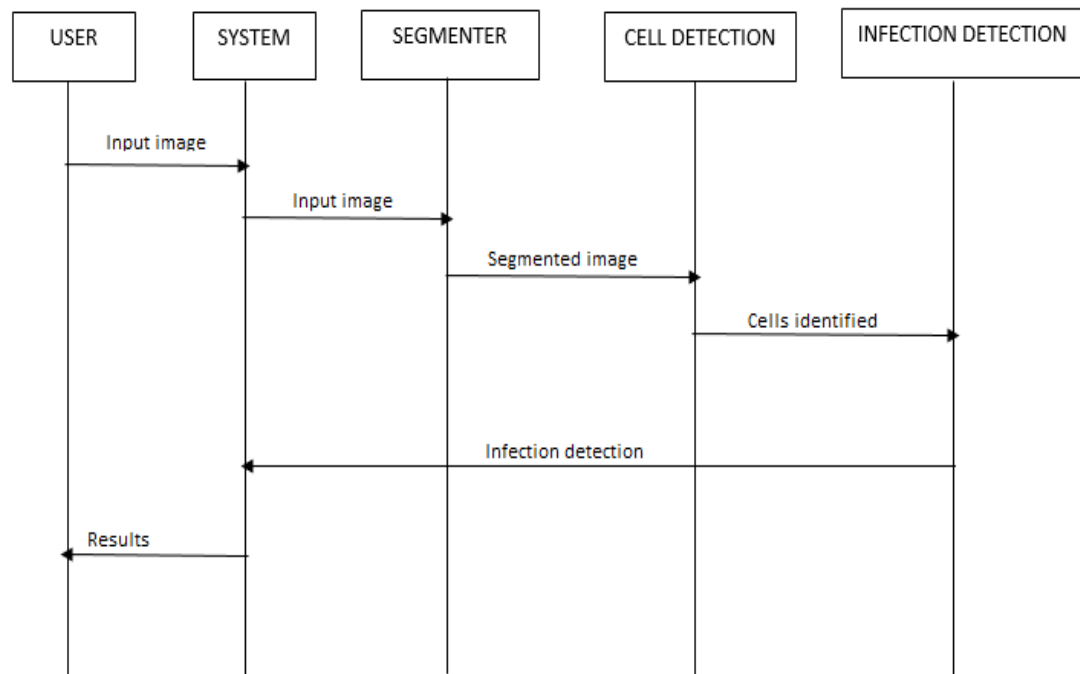 USER
SYSTEM
SEGMENTER
CELL DETECTION
INFECTION DETECTION
Input image
Input image
Segmented image
Cells identified
Infection detection
Results